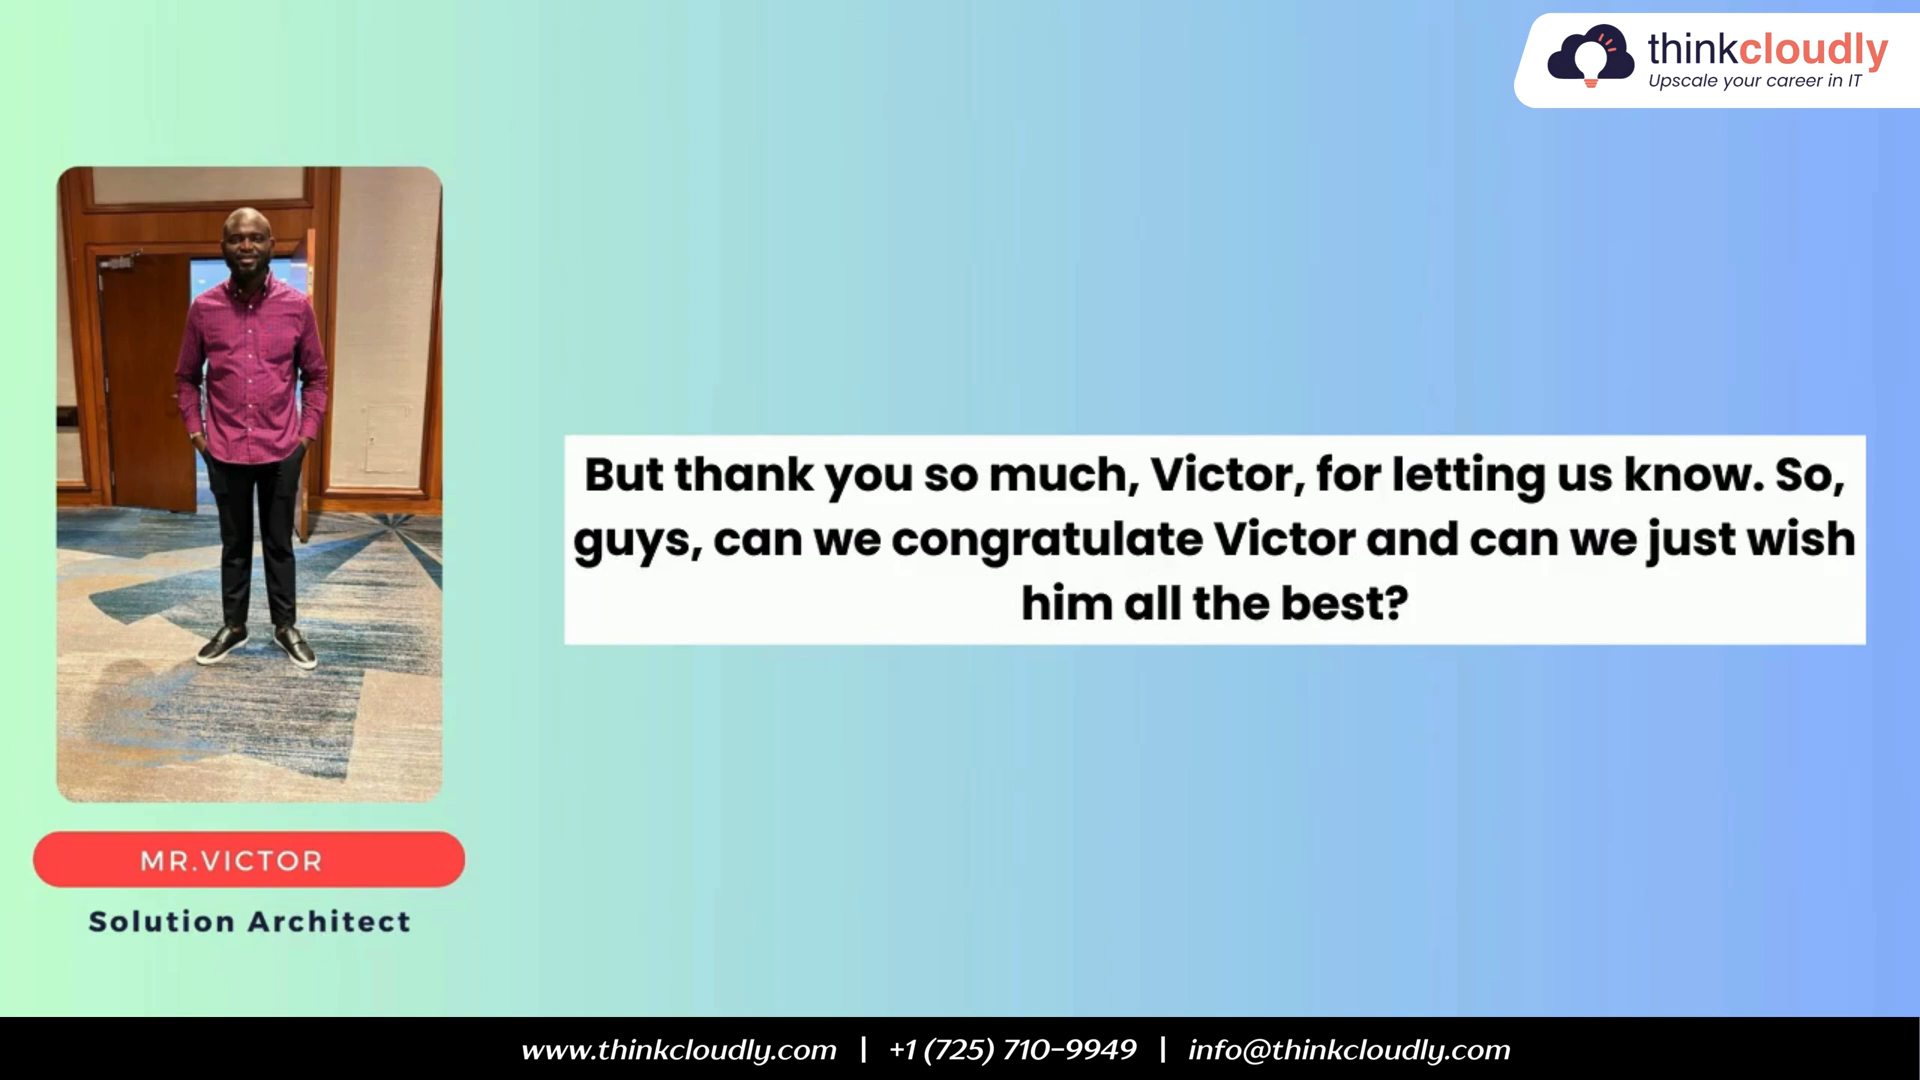 thinkcloudly
Upscale your career in IT
But thank you so much, Victor, for letting us know. So,
guys, can we congratulate Victor and can we just wish
him all the best?
MR.VICTOR
Solution Architect
www.thinkcloudly.com | +1 (725) 710-9949 | info@thinkcloudly.com